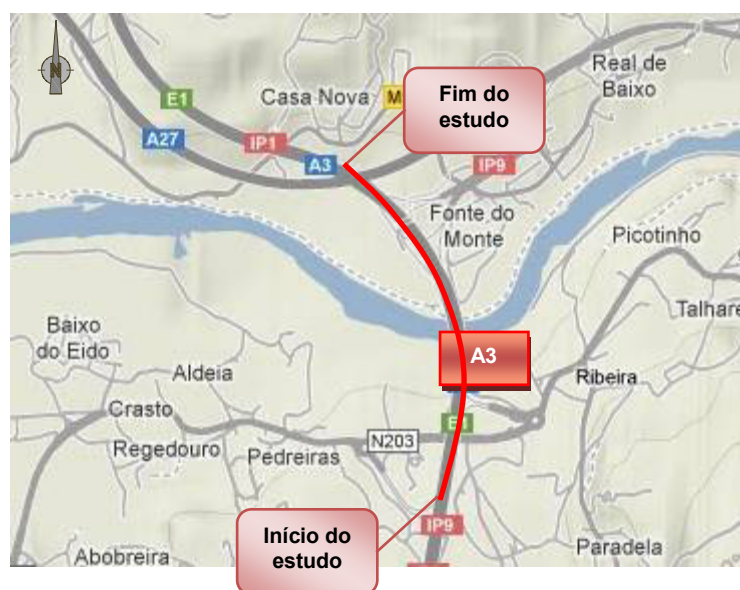 N
Real de
Baixo
E1
Casa Nova
M
Fim do
estudo
A27
IP1
A3
IP9
Fonte do
Monte
Picotinho
Talhare
Baixo
do Eido
A3
Aldeia
Ribeira
Crasto
N203
Regedouro
Pedreiras
Início do
estudo
IP9
Abobreira
Paradela